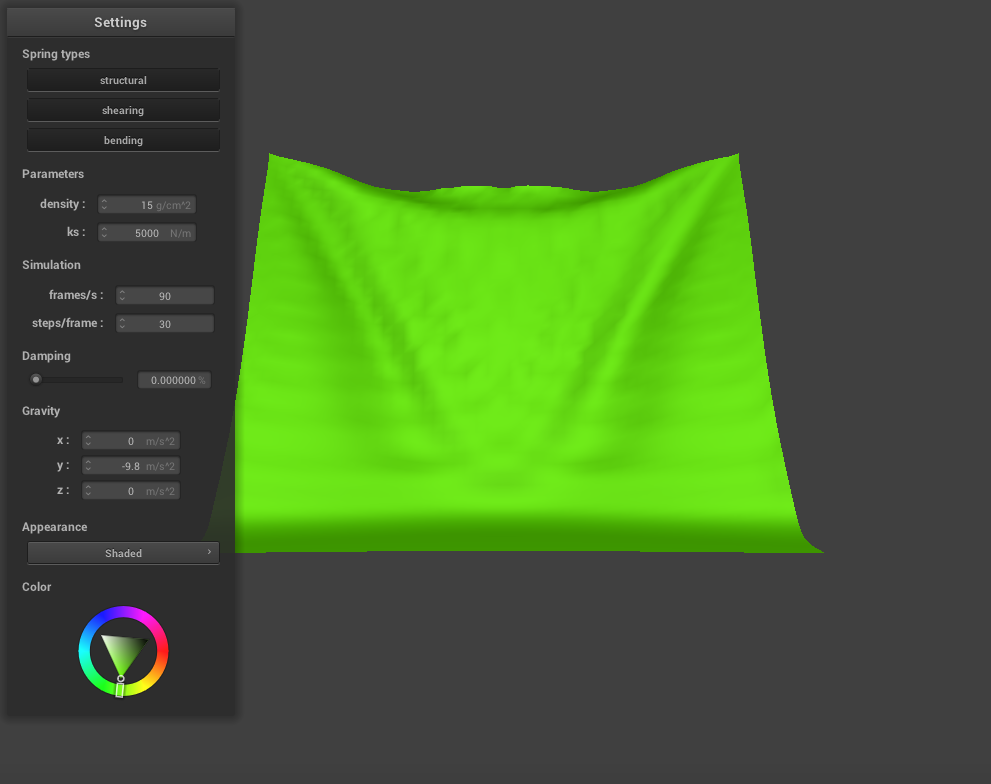 Settings
Spring types
structural
shearing
bending
Parameters
density : 15 g/cm^2
ks : 5000 N/m
Simulation
frames/s : 90
steps/frame : 30
Damping
0.000000 %
Gravity
x : 0 m/s^2
y : -9.8 m/s^2
z : 0 m/s^2
Appearance
Shaded
Color